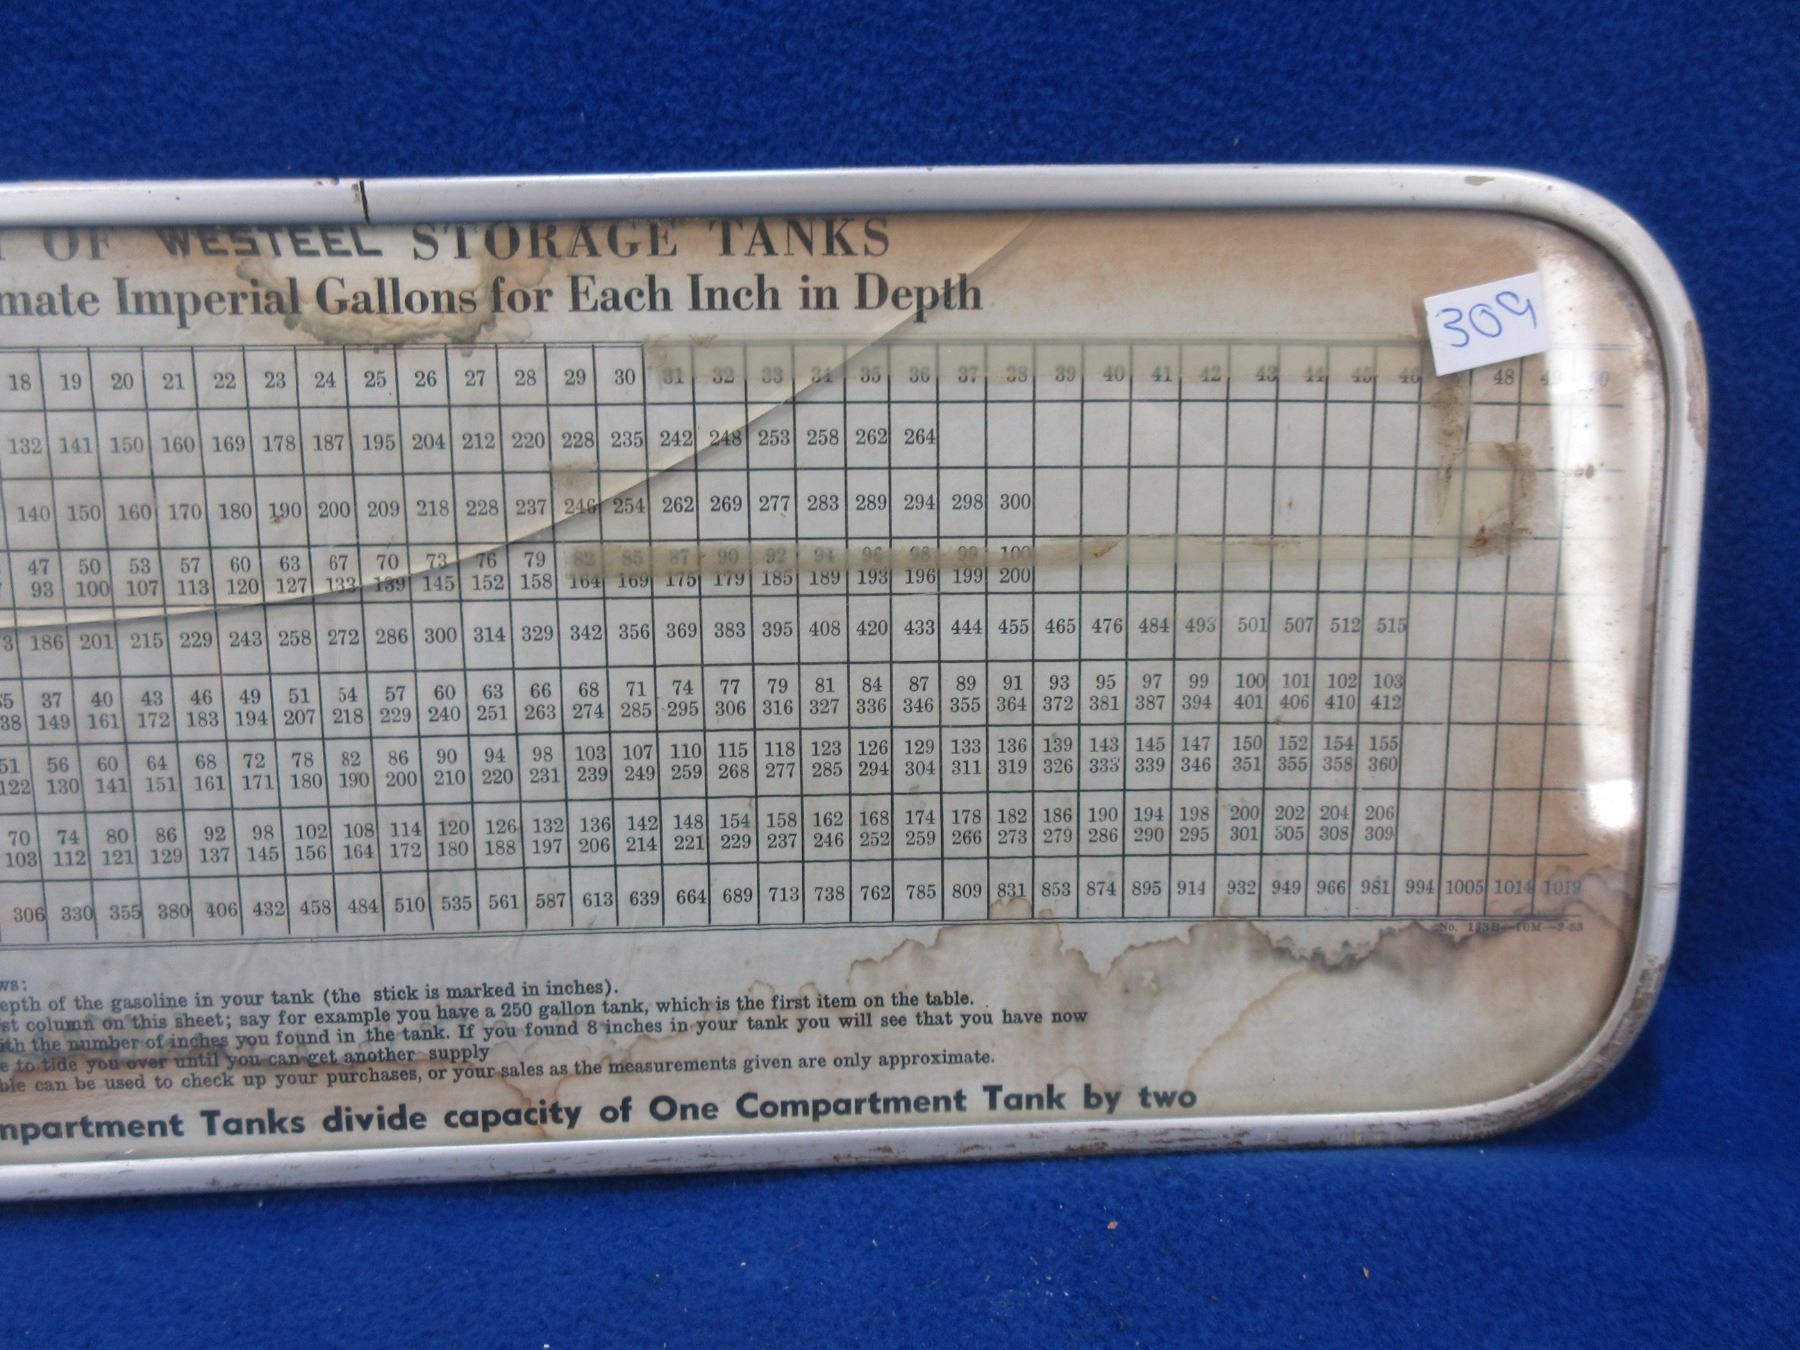 OF WESTEEL STORAGE TANKS
mate Imperial Gallons for Each Inch in Depth
309
18 19 20 21 22 23 24 25 26 27 28 29 30 31 32 33 34 35 36 37 38 39 40 41 42 43 44 45 46 48 49 50
132 141 150 160 169 178 187 195 204 212 220 228 235 242 248 253 258 262 264
140 150 160 170 180 190 200 209 218 228 237 246 254 262 269 277 283 289 294 298 300
47 50 53 57 60 63 67 70 73 76 79 82 85 87 90 92 94 96 98 99 100
93 100 107 113 120 127 133 139 145 152 158 164 169 175 179 185 189 193 196 199 200
3 186 201 215 229 243 258 272 286 300 314 329 342 356 369 383 395 408 420 433 444 455 465 476 484 493 501 507 512 515
5 37 40 43 46 49 51 54 57 60 63 66 68 71 74 77 79 81 84 87 89 91 93 95 97 99 100 101 102 103
38 149 161 172 183 194 207 218 229 240 251 263 274 285 295 306 316 327 336 346 355 364 372 381 387 394 401 406 410 412
51 56 60 64 68 72 78 82 86 90 94 98 103 107 110 115 118 123 126 129 133 136 139 143 145 147 150 152 154 155
122 130 141 151 161 171 180 190 200 210 220 231 239 249 259 268 277 285 294 304 311 319 326 333 339 346 351 355 358 360
70 74 80 86 92 98 102 108 114 120 126 132 136 142 148 154 158 162 168 174 178 182 186 190 194 198 200 202 204 206
103 112 121 129 137 145 156 164 172 180 188 197 206 214 221 229 237 246 252 259 266 273 279 286 290 295 301 305 308 309
306 330 355 380 406 432 458 484 510 535 561 587 613 639 664 689 713 738 762 785 809 831 853 874 895 914 932 949 966 981 994 1005 1014 1019
No. 10M—2-53
ws:
epth of the gasoline in your tank (the stick is marked in inches).
st column on this sheet; say for example you have a 250 gallon tank, which is the first item on the table.
ith the number of inches you found in the tank. If you found 8 inches in your tank you will see that you have now
e to tide you over until you can get another supply
ble can be used to check up your purchases, or your sales as the measurements given are only approximate.
mpartment Tanks divide capacity of One Compartment Tank by two